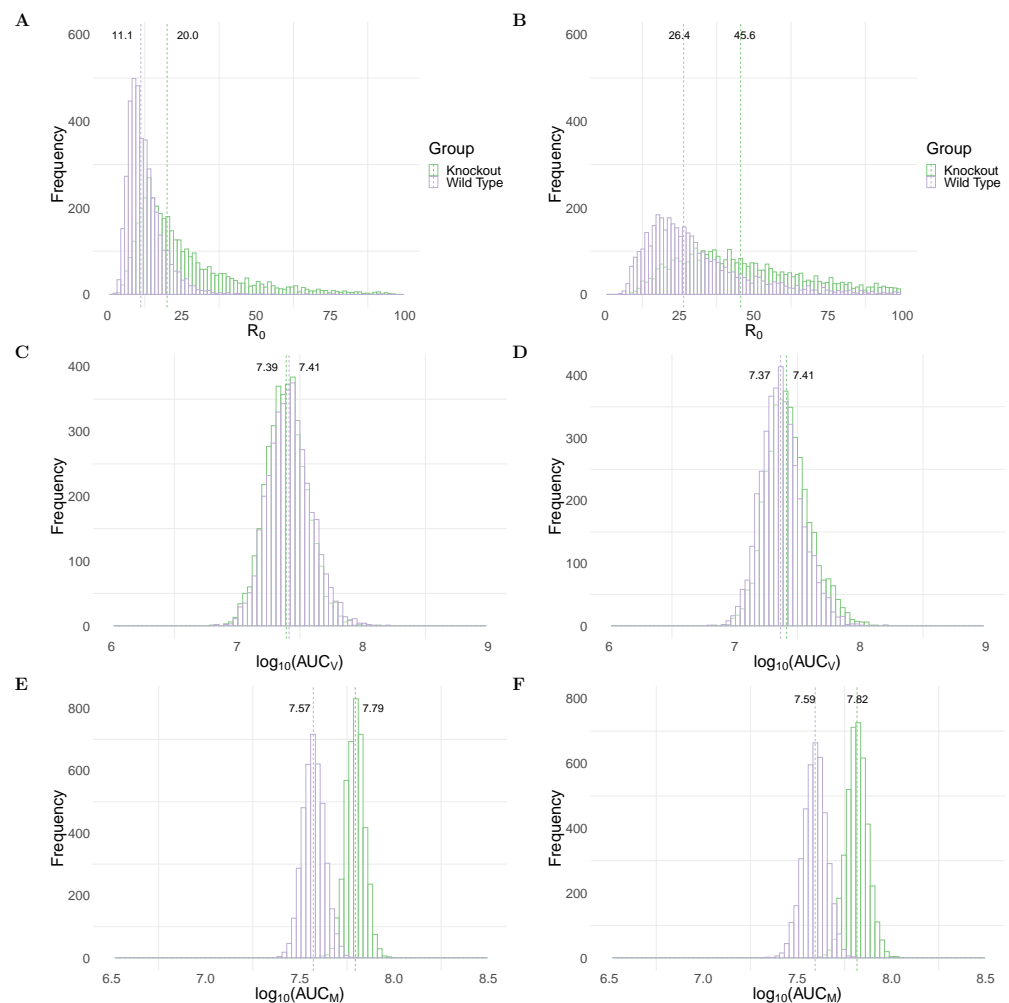 A
600
400
200
0
Frequency
11.1
20.0
0 25 50 75 100
R0
Group
Knockout
Wild Type
B
600
400
200
0
Frequency
26.4
45.6
0 25 50 75 100
R0
Group
Knockout
Wild Type
C
400
300
200
100
0
Frequency
7.39
7.41
6 7 8 9
log10(AUCV)
D
400
300
200
100
0
Frequency
7.37
7.41
6 7 8 9
log10(AUCV)
E
800
600
400
200
0
Frequency
7.57
7.79
6.5 7.0 7.5 8.0 8.5
log10(AUCM)
F
800
600
400
200
0
Frequency
7.59
7.82
6.5 7.0 7.5 8.0 8.5
log10(AUCM)